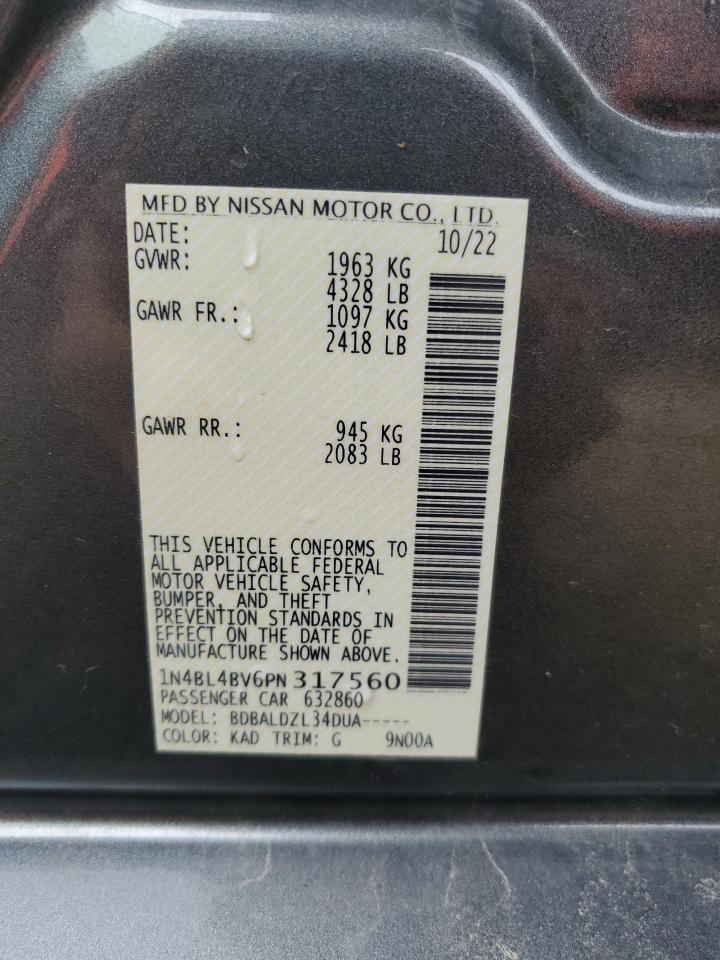 MFD BY NISSAN MOTOR CO., LTD.
DATE: 10/22
GVWR: 1963 KG
4328 LB
GAWR FR.: 1097 KG
2418 LB
GAWR RR.: 945 KG
2083 LB
THIS VEHICLE CONFORMS TO
ALL APPLICABLE FEDERAL
MOTOR VEHICLE SAFETY,
BUMPER, AND THEFT
PREVENTION STANDARDS IN
EFFECT ON THE DATE OF
MANUFACTURE SHOWN ABOVE.
1N4BL4BV6PN317560
PASSENGER CAR 632860
MODEL: BDBALDZL34DUA-----
COLOR: KAD TRIM: G 9N00A